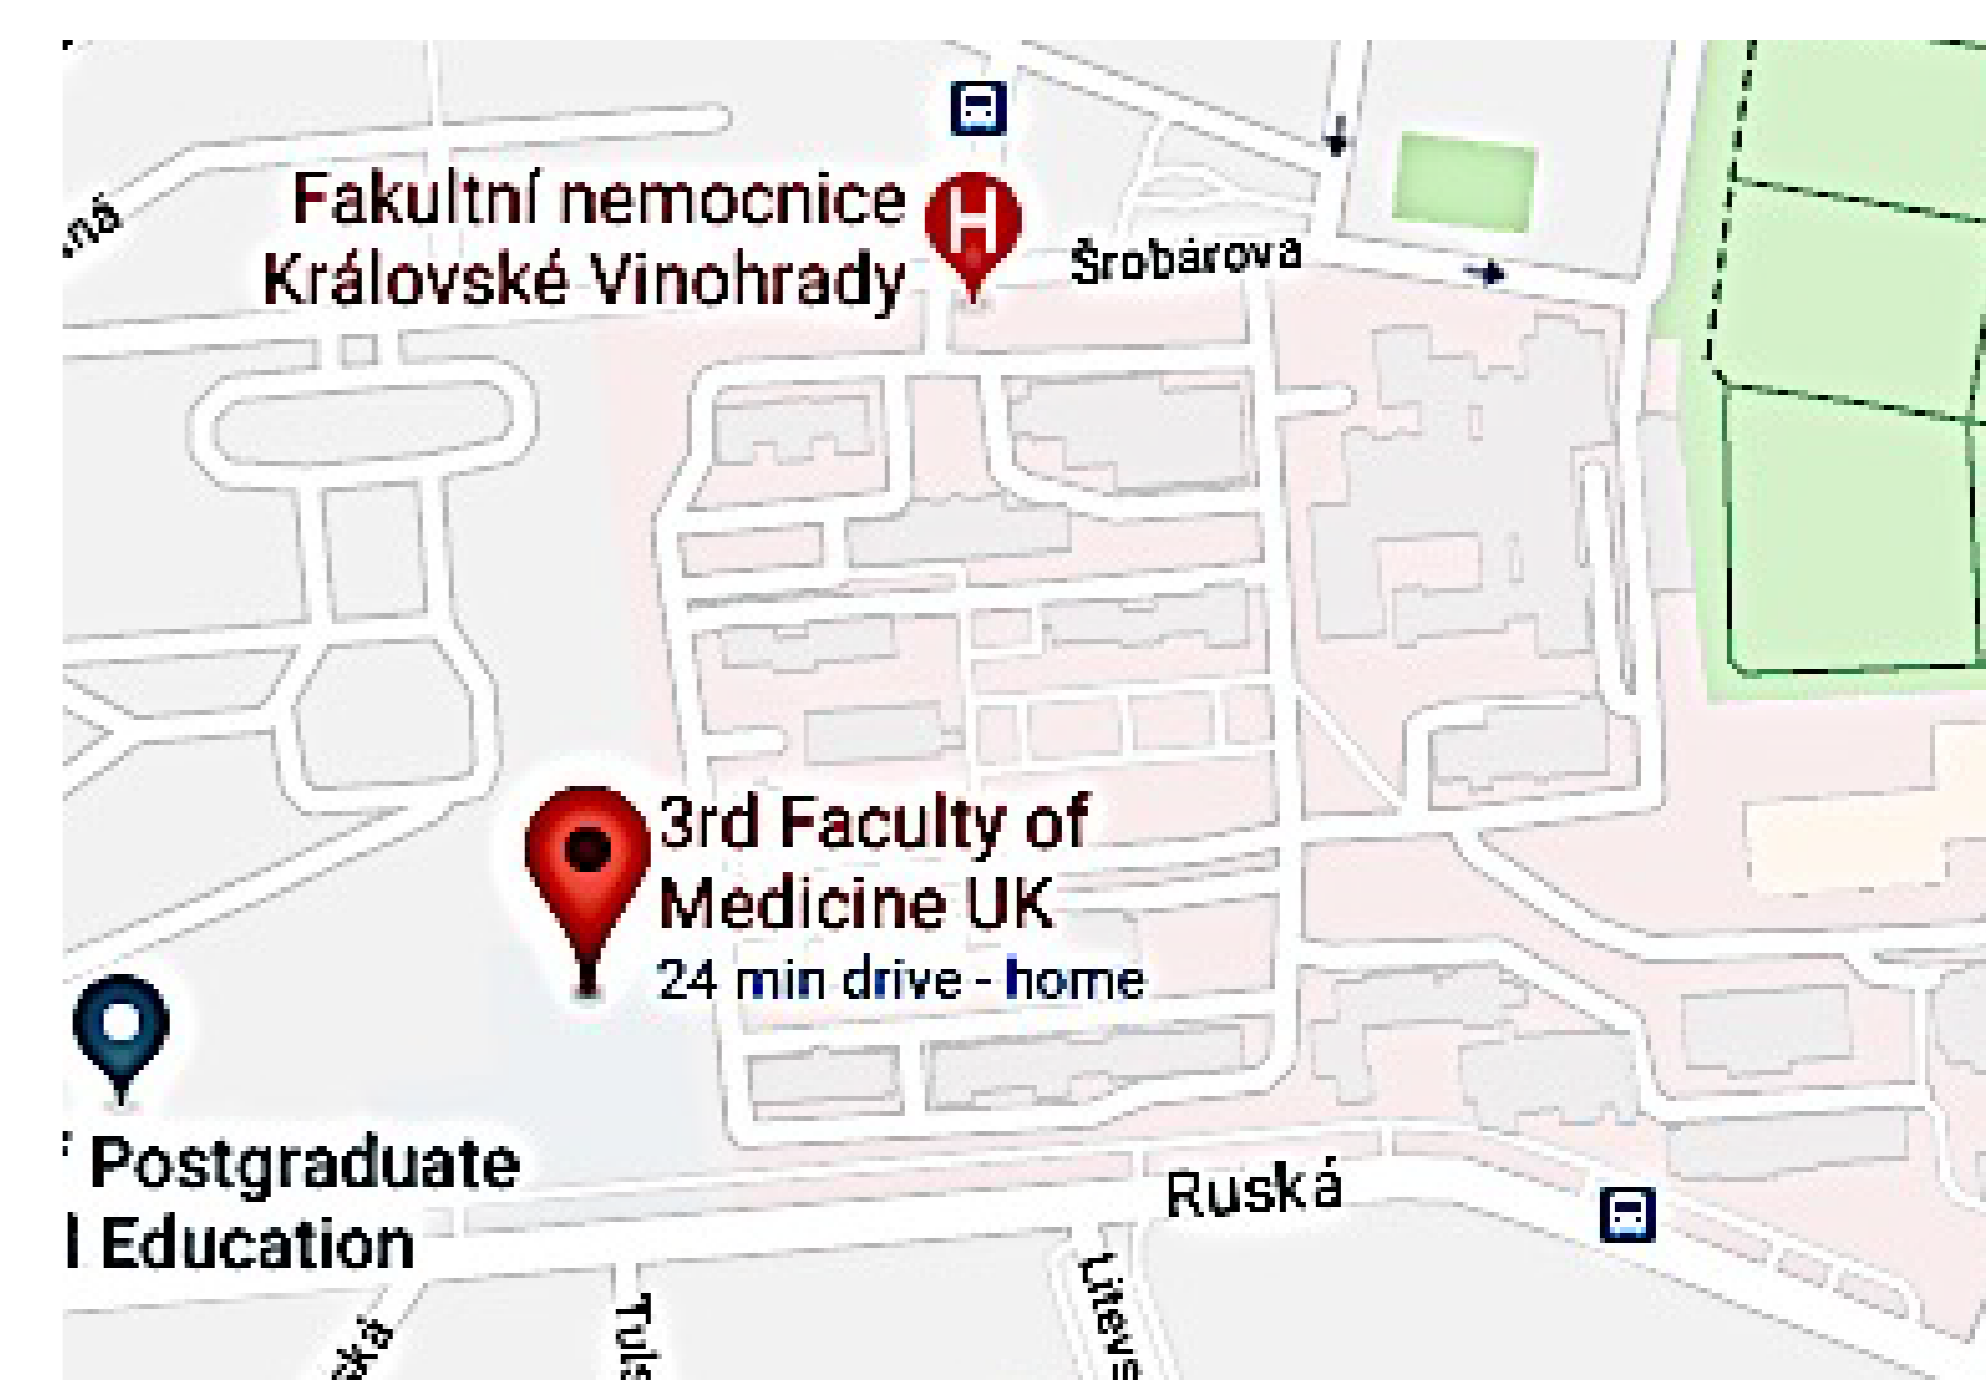 Fakultní nemocnice
Královské Vinohrady
H
Šrobárova
3rd Faculty of
Medicine UK
24 min drive - home
Postgraduate
Education
Ruská